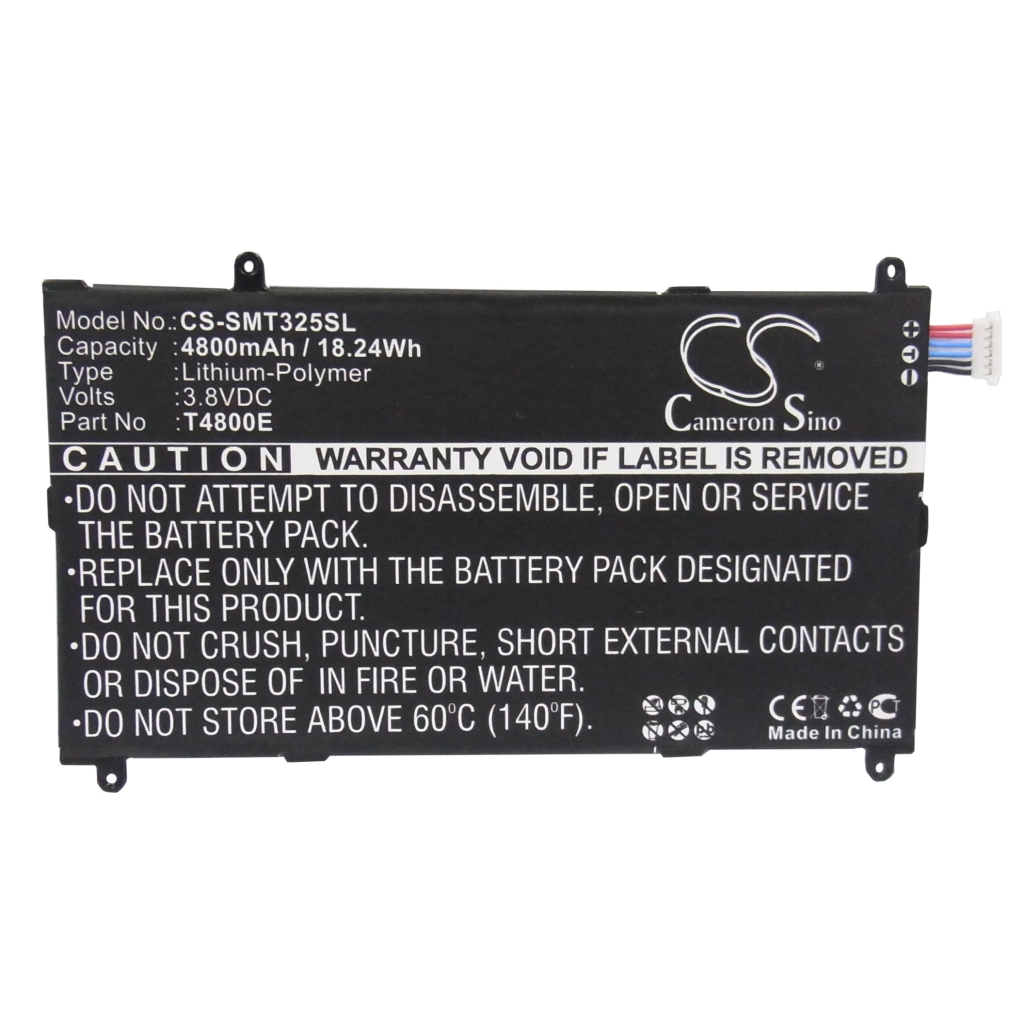 Model No.:CS-SMT325SL
Capacity :4800mAh / 18.24Wh
Type :Lithium-Polymer
Volts :3.8VDC
Part No :T4800E
Cameron Sino
®
CAUTION WARRANTY VOID IF LABEL IS REMOVED
•DO NOT ATTEMPT TO DISASSEMBLE, OPEN OR SERVICE
THE BATTERY PACK.
•REPLACE ONLY WITH THE BATTERY PACK DESIGNATED
FOR THIS PRODUCT.
•DO NOT CRUSH, PUNCTURE, SHORT EXTERNAL CONTACTS
OR DISPOSE OF IN FIRE OR WATER.
•DO NOT STORE ABOVE 60°C (140°F).
CE PCT
Made In China